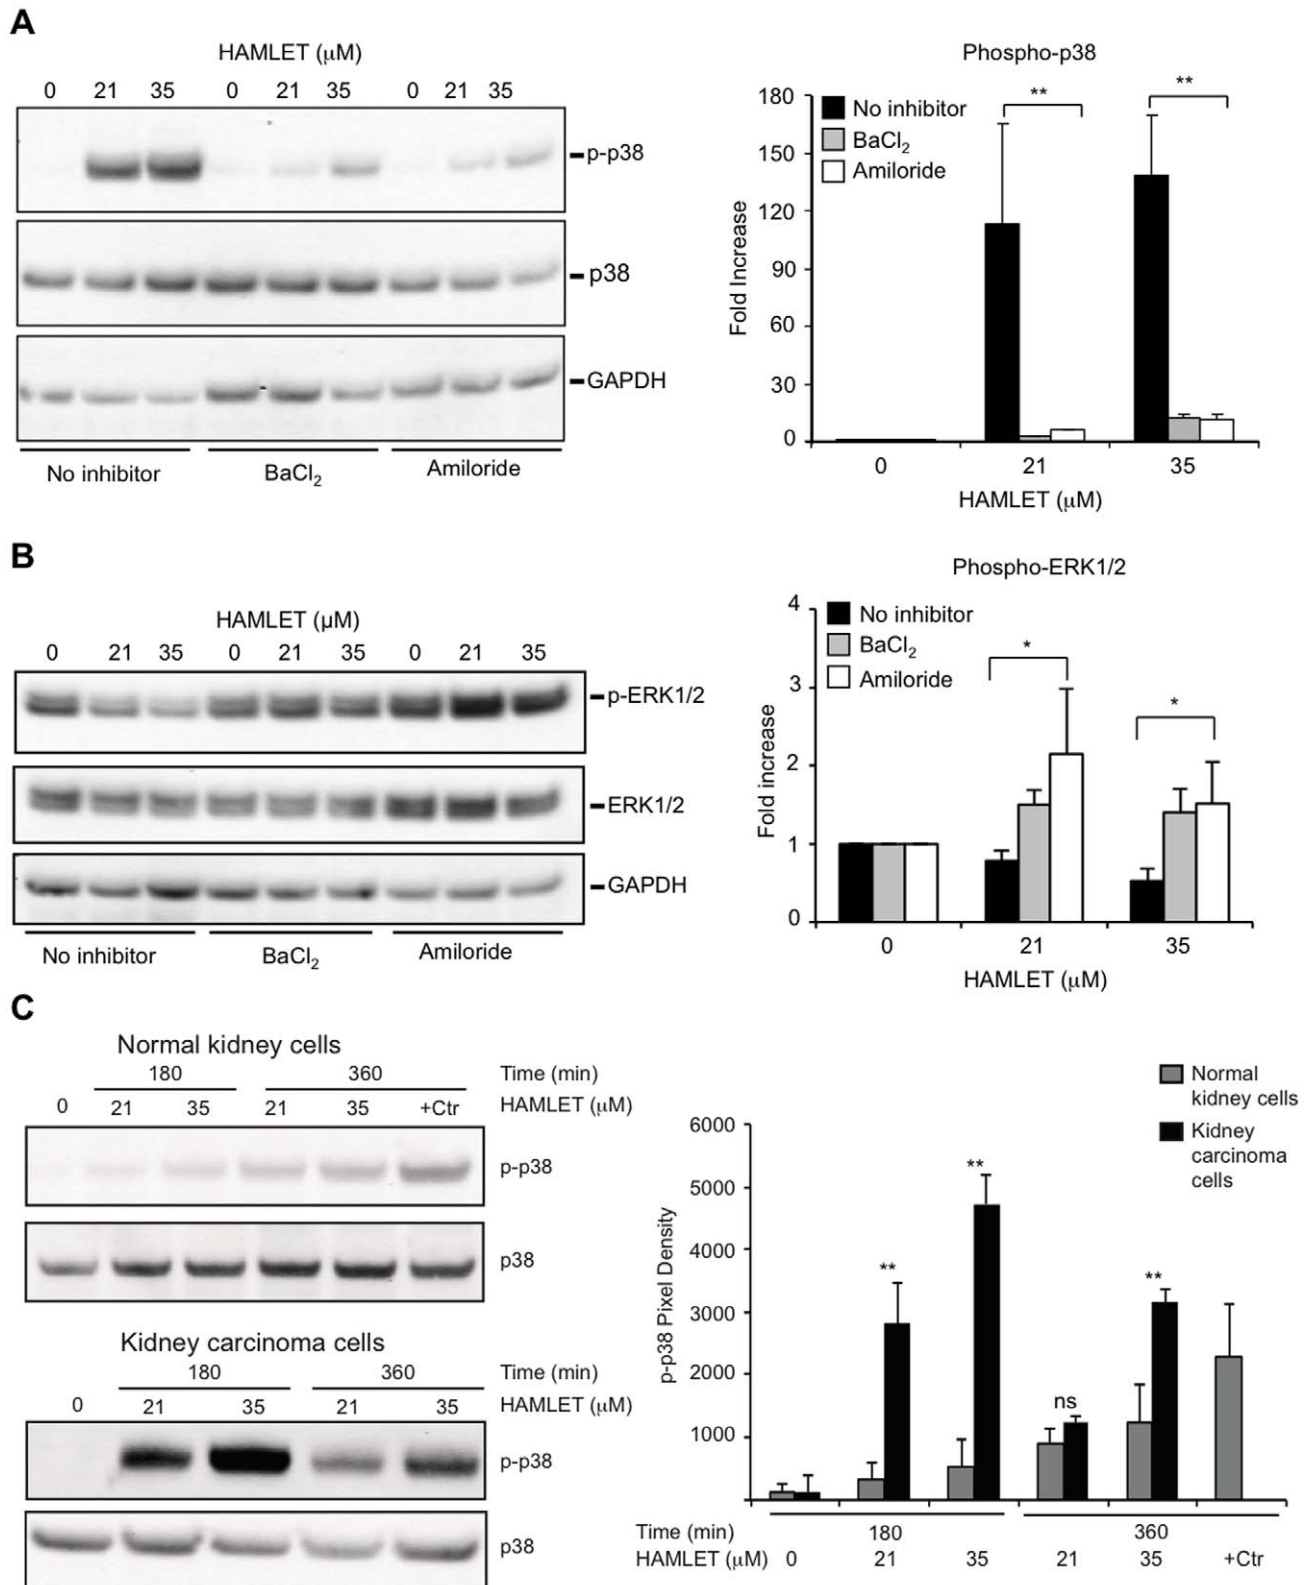 A
HAMLET (μM)
0 21 35 0 21 35 0 21 35
p-p38
p38
GAPDH
No inhibitor BaCl₂ Amiloride
Phospho-p38
No inhibitor
BaCl₂
Amiloride
** **
180
150
120
90
60
30
0
Fold Increase
0 21 35
HAMLET (μM)
B
HAMLET (μM)
0 21 35 0 21 35 0 21 35
p-ERK1/2
ERK1/2
GAPDH
No inhibitor BaCl₂ Amiloride
Phospho-ERK1/2
No inhibitor
BaCl₂
Amiloride
* *
4
3
2
1
0
Fold increase
0 21 35
HAMLET (μM)
C
Normal kidney cells
180 360 Time (min)
0 21 35 21 35 +Ctr HAMLET (μM)
p-p38
p38
Kidney carcinoma cells
180 360 Time (min)
0 21 35 21 35 HAMLET (μM)
p-p38
p38
Normal
kidney cells
Kidney
carcinoma
cells
6000
5000
4000
3000
2000
1000
p-p38 Pixel Density
** ** ns **
Time (min) 180 360
HAMLET (μM) 0 21 35 21 35 +Ctr